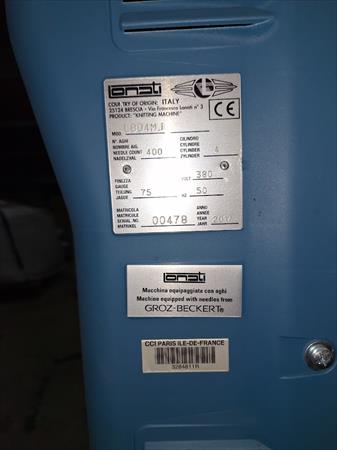 Lonati
COUNTRY OF ORIGIN: ITALY
25124 BRESCIA - Via Francesco Lonati n° 3
PRODUCT: "KNITTING MACHINE"
CE
MOD.
N. AGHI
NOMBRE AIG.
NEEDLE COUNT 400
NADELZAHL
CILINDRO
CYLINDRE
CYLINDER 4
ZYLINDER
FINEZZA
GAUGE
TEILUNG 75
JAUGE
VOLT 380
HZ 50
MATRICOLA
MATRICULE
SERIAL NO. 00478
MATRIKEL
ANNO
ANNÉE
YEAR
JAHR
Lonati
Macchina equipaggiata con aghi
Machine equipped with needles from
GROZ-BECKERT®
CCI PARIS ILE-DE-FRANCE